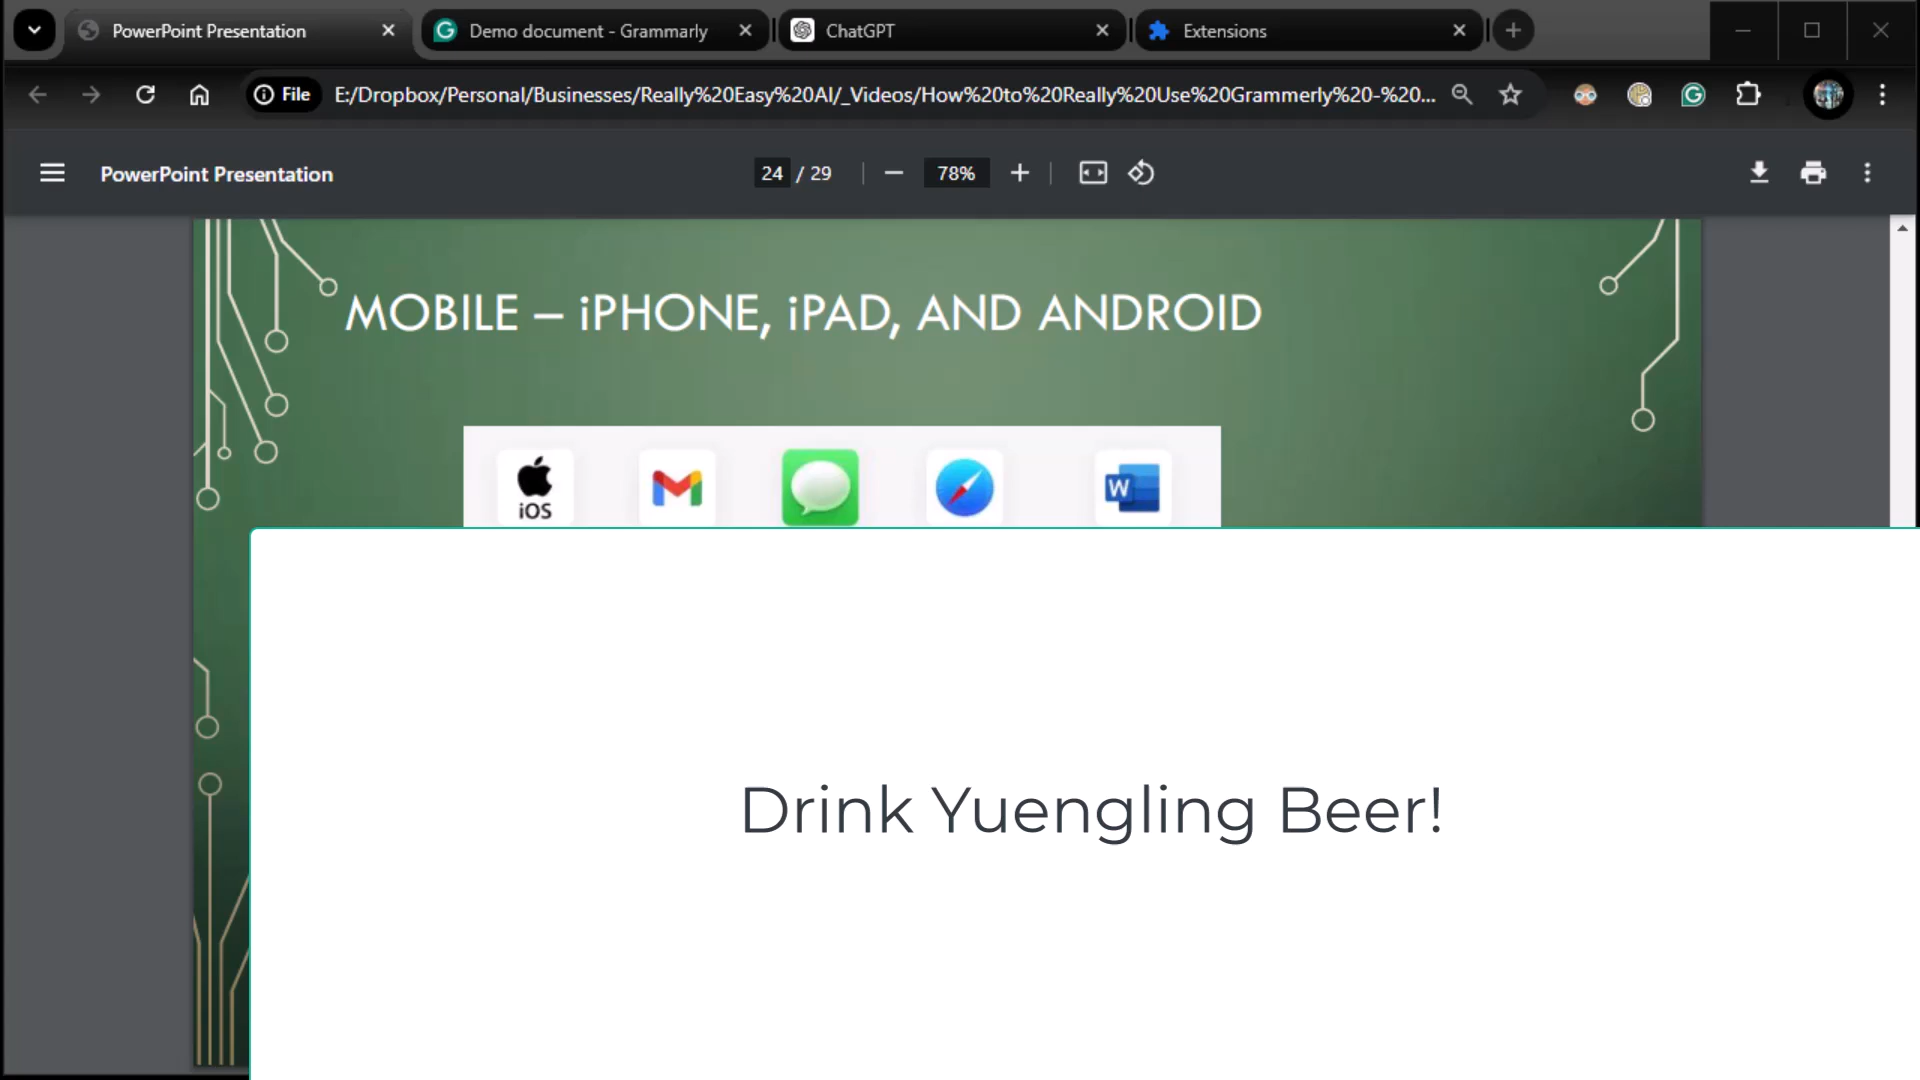 PowerPoint Presentation
Demo document - Grammarly
ChatGPT
Extensions
File
E:/Dropbox/Personal/Businesses/Really%20Easy%20AI/_Videos/How%20to%20Really%20Use%20Grammerly%20-%20...
PowerPoint Presentation
24 / 29
78%
MOBILE – iPHONE, iPAD, AND ANDROID
iOS
W
Drink Yuengling Beer!